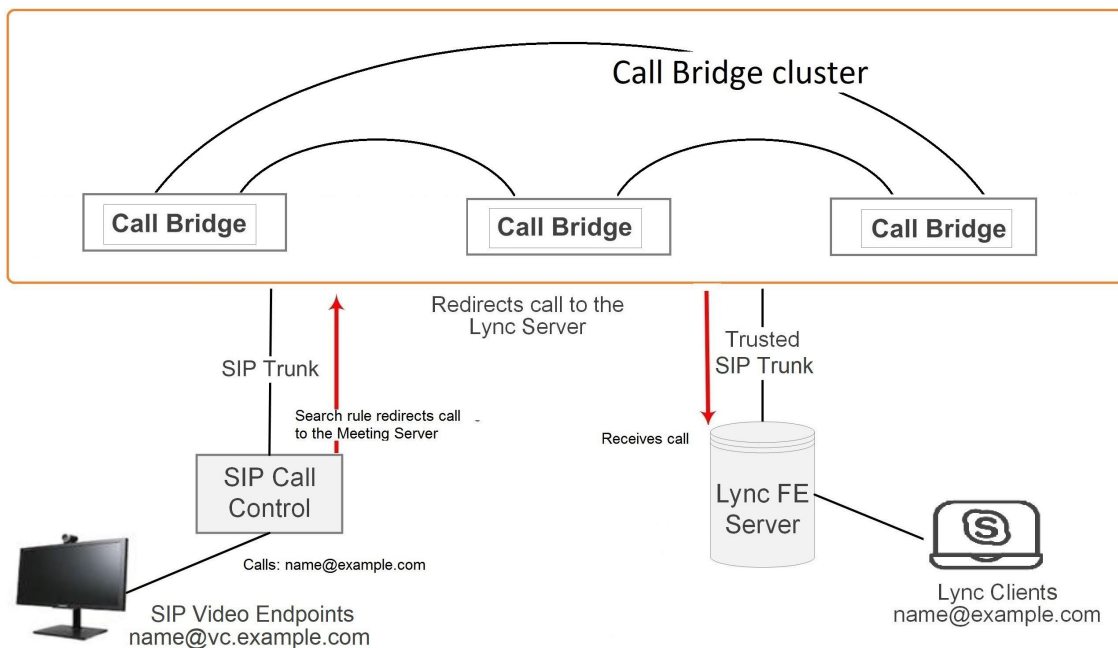 Call Bridge cluster
Call Bridge
Call Bridge
Call Bridge
Redirects call to the
Lync Server
SIP Trunk
Trusted
SIP Trunk
Search rule redirects call
to the Meeting Server
Receives call
SIP Call
Control
Lync FE
Server
Calls: name@example.com
SIP Video Endpoints
name@vc.example.com
Lync Clients
name@example.com